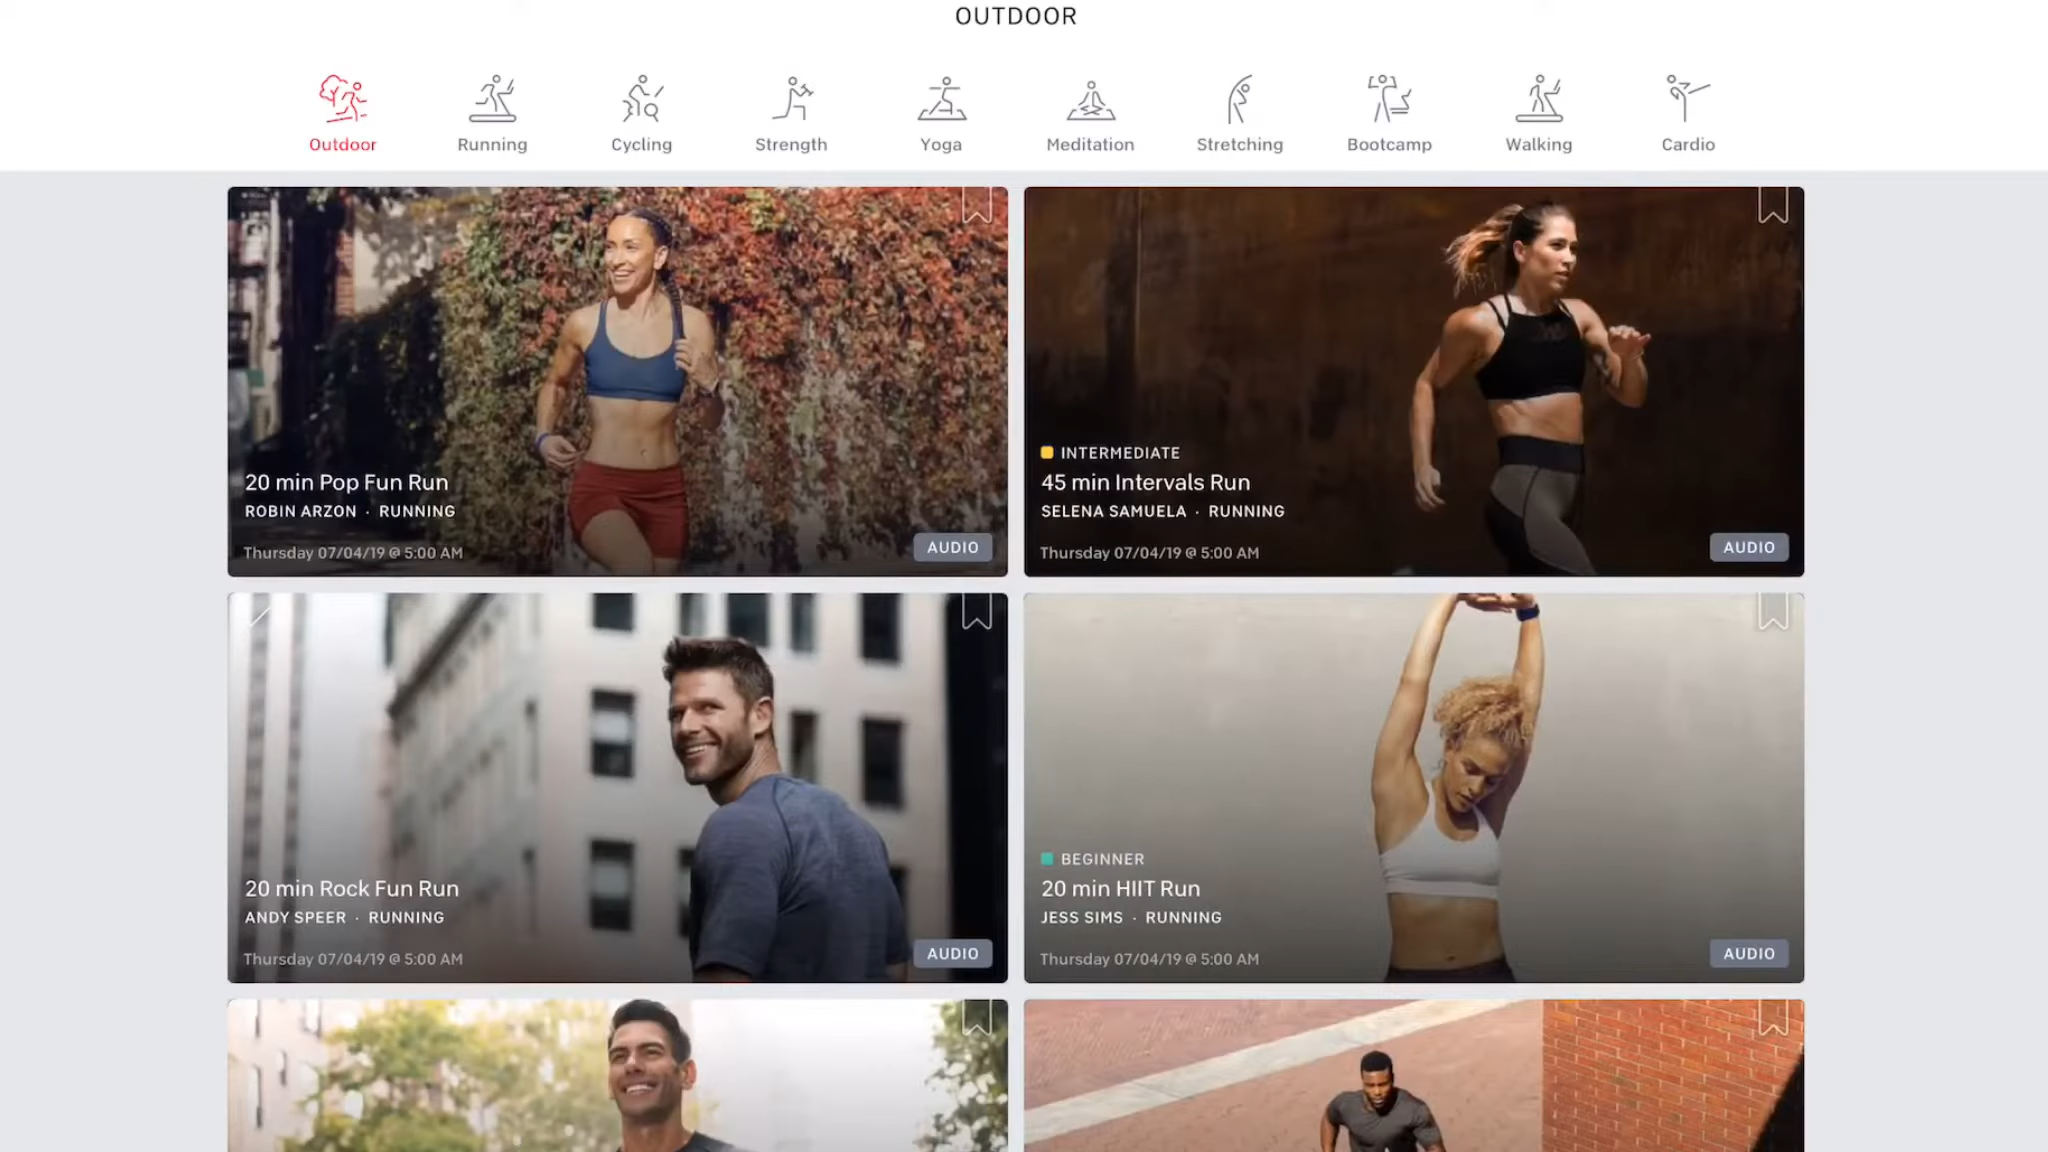 OUTDOOR
Outdoor
Running
Cycling
Strength
Yoga
Meditation
Stretching
Bootcamp
Walking
Cardio
20 min Pop Fun Run
ROBIN ARZON · RUNNING
Thursday 07/04/19 @ 5:00 AM
AUDIO
INTERMEDIATE
45 min Intervals Run
SELENA SAMUELA · RUNNING
Thursday 07/04/19 @ 5:00 AM
AUDIO
20 min Rock Fun Run
ANDY SPEER · RUNNING
Thursday 07/04/19 @ 5:00 AM
AUDIO
BEGINNER
20 min HIIT Run
JESS SIMS · RUNNING
Thursday 07/04/19 @ 5:00 AM
AUDIO